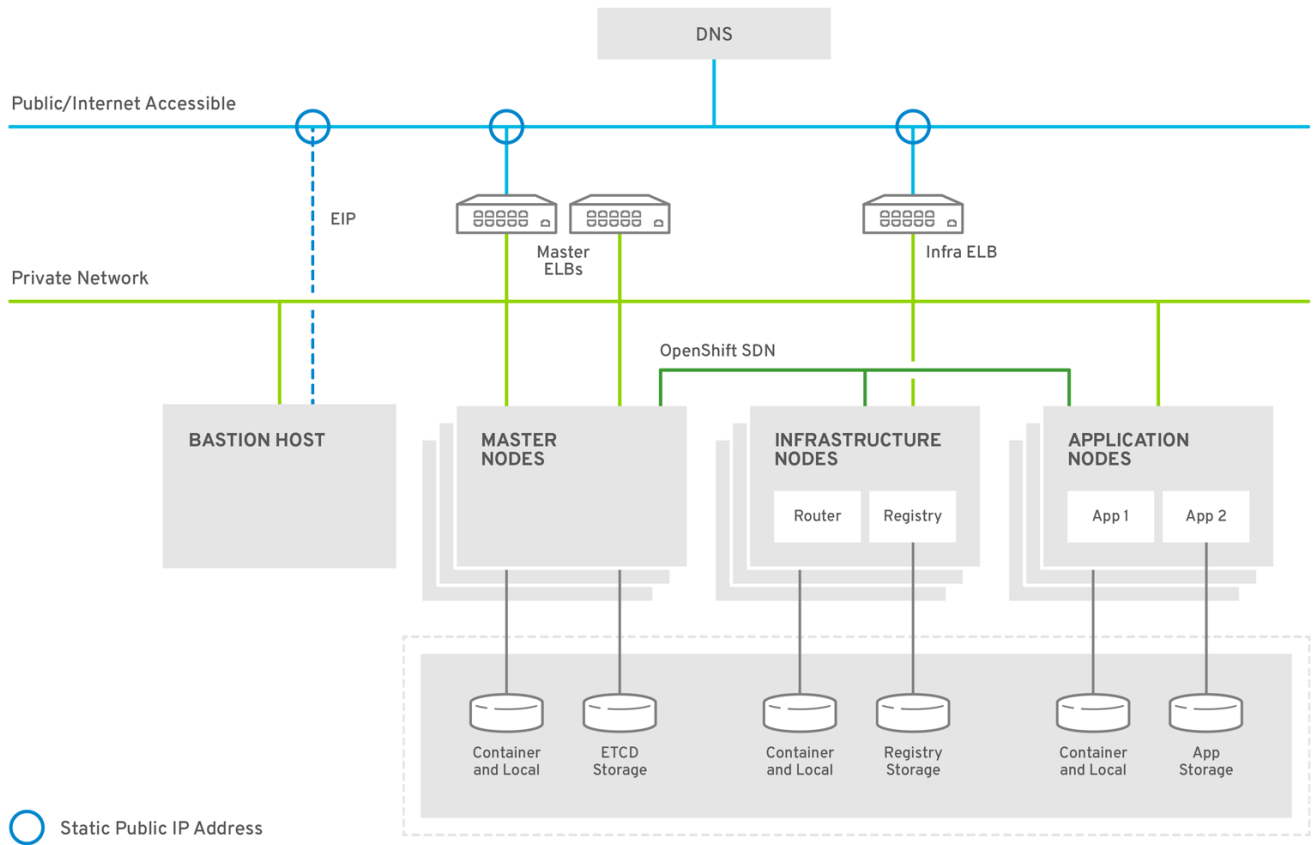 DNS
Public/Internet Accessible
EIP
Master
ELBs
Infra ELB
Private Network
OpenShift SDN
BASTION HOST
MASTER
NODES
INFRASTRUCTURE
NODES
APPLICATION
NODES
Router
Registry
App 1
App 2
Container
and Local
ETCD
Storage
Container
and Local
Registry
Storage
Container
and Local
App
Storage
Static Public IP Address